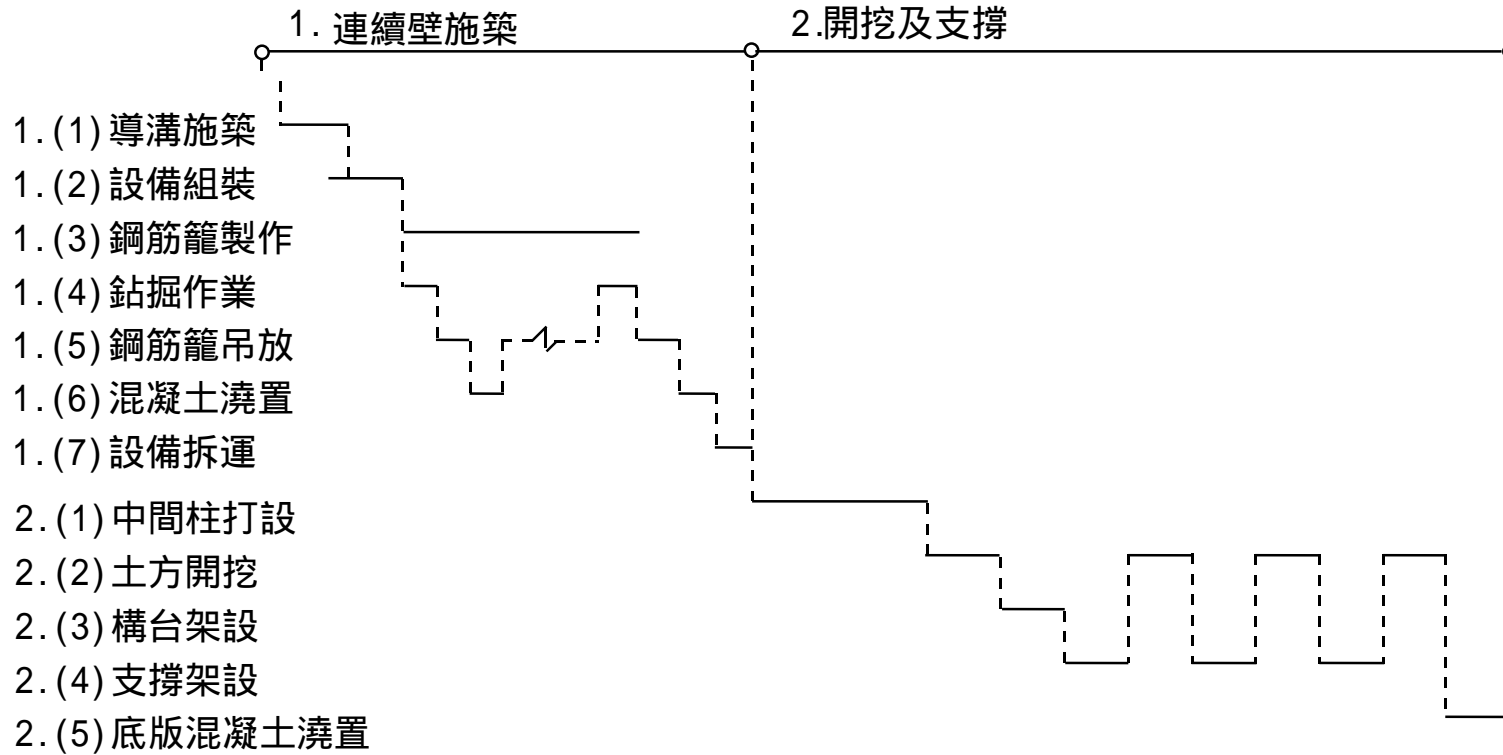 1. 連續壁施築
2.開挖及支撐
1.(1)導溝施築
1.(2)設備組裝
1.(3)鋼筋籠製作
1.(4)鉆掘作業
1.(5)鋼筋籠吊放
1.(6)混凝土澆置
1.(7)設備拆運
2.(1)中間柱打設
2.(2)土方開挖
2.(3)構台架設
2.(4)支撐架設
2.(5)底版混凝土澆置